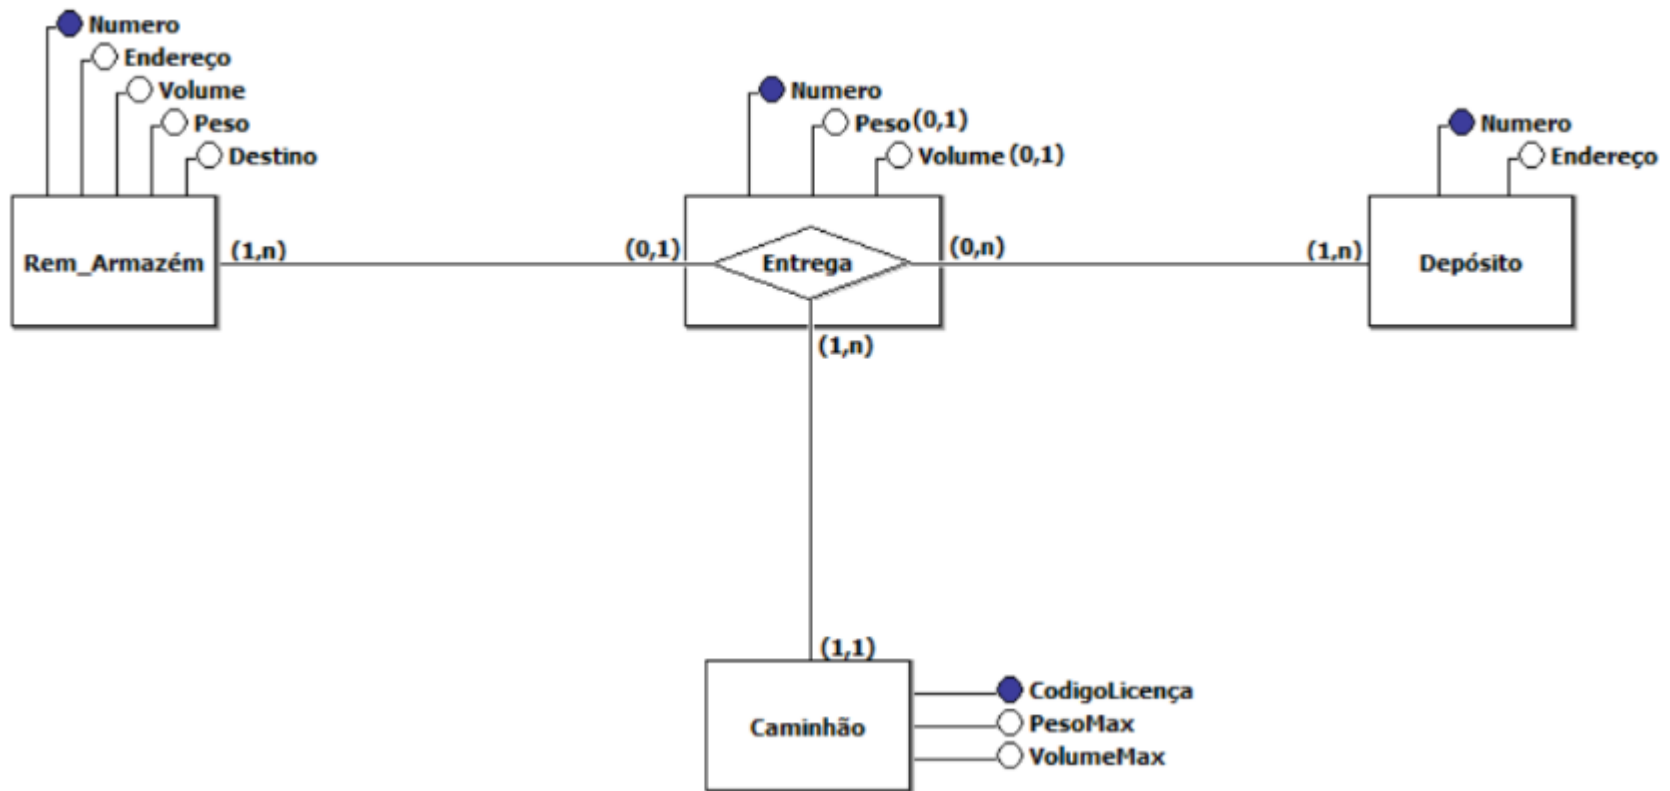 Numero
Endereço
Volume
Peso
Destino
Rem_Armazém
(1,n)
(0,1)
Numero
Peso(0,1)
Volume(0,1)
Entrega
(0,n)
(1,n)
(1,n)
Numero
Endereço
Depósito
(1,1)
Caminhão
CodigoLicença
PesoMax
VolumeMax